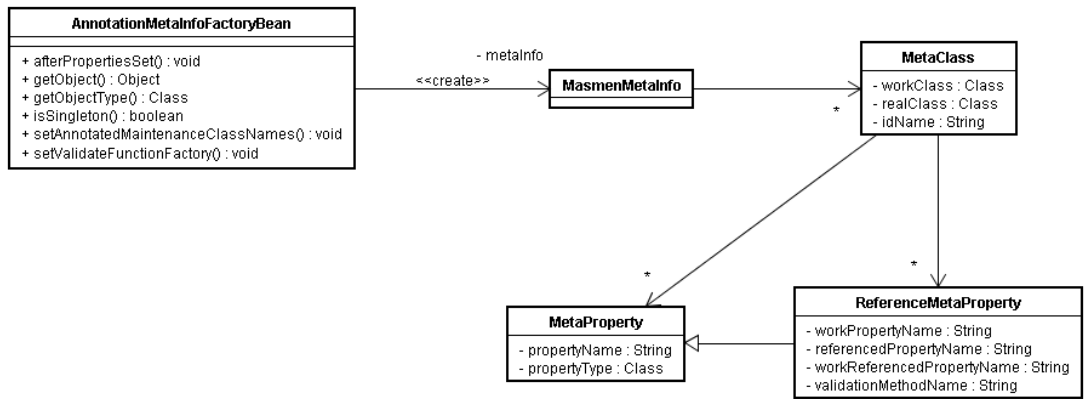 AnnotationMetaInfoFactoryBean
+ afterPropertiesSet() : void
+ getObject() : Object
+ getObjectType() : Class
+ isSingleton() : boolean
+ setAnnotatedMaintenanceClassNames() : void
+ setValidateFunctionFactory() : void
- metaInfo
<<create>>
MasmenMetaInfo
*
MetaClass
- workClass : Class
- realClass : Class
- idName : String
*
*
MetaProperty
- propertyName : String
- propertyType : Class
ReferenceMetaProperty
- workPropertyName : String
- referencedPropertyName : String
- workReferencedPropertyName : String
- validationMethodName : String